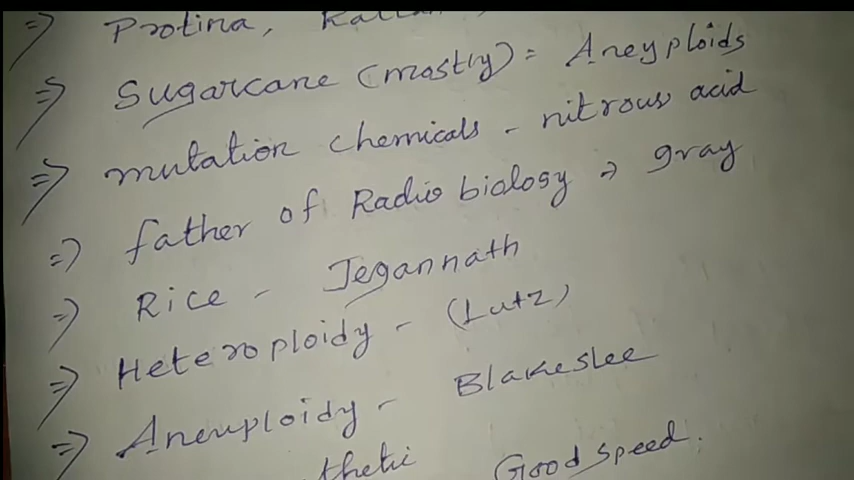 => Protina,
=> Sugarcane (mostly) = Aneyploids
=> mutation chemicals - nitrous acid
=> father of Radio biology → gray
=> Rice - Jegannath
=> Heteroploidy - (Lutz)
=> Aneuploidy - Blakeslee
thetic Good speed.